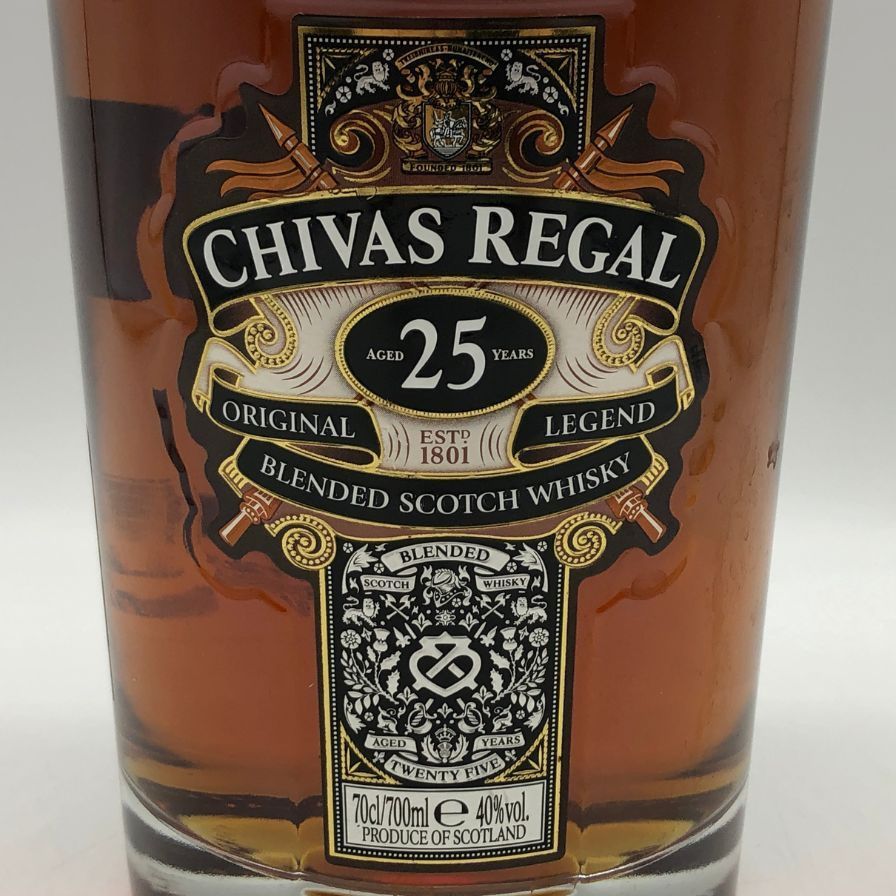 FOUNDED 1801
CHIVAS REGAL
AGED 25 YEARS
ORIGINAL LEGEND
ESTD
1801
BLENDED SCOTCH WHISKY
BLENDED
SCOTCH WHISKY
AGED YEARS
TWENTY FIVE
70cl/700ml e 40%vol.
PRODUCE OF SCOTLAND